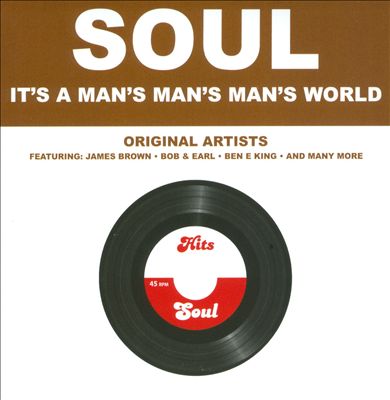 SOUL
IT'S A MAN'S MAN'S MAN'S WORLD
ORIGINAL ARTISTS
FEATURING: JAMES BROWN • BOB & EARL • BEN E KING • AND MANY MORE
Hits
45 RPM
Soul